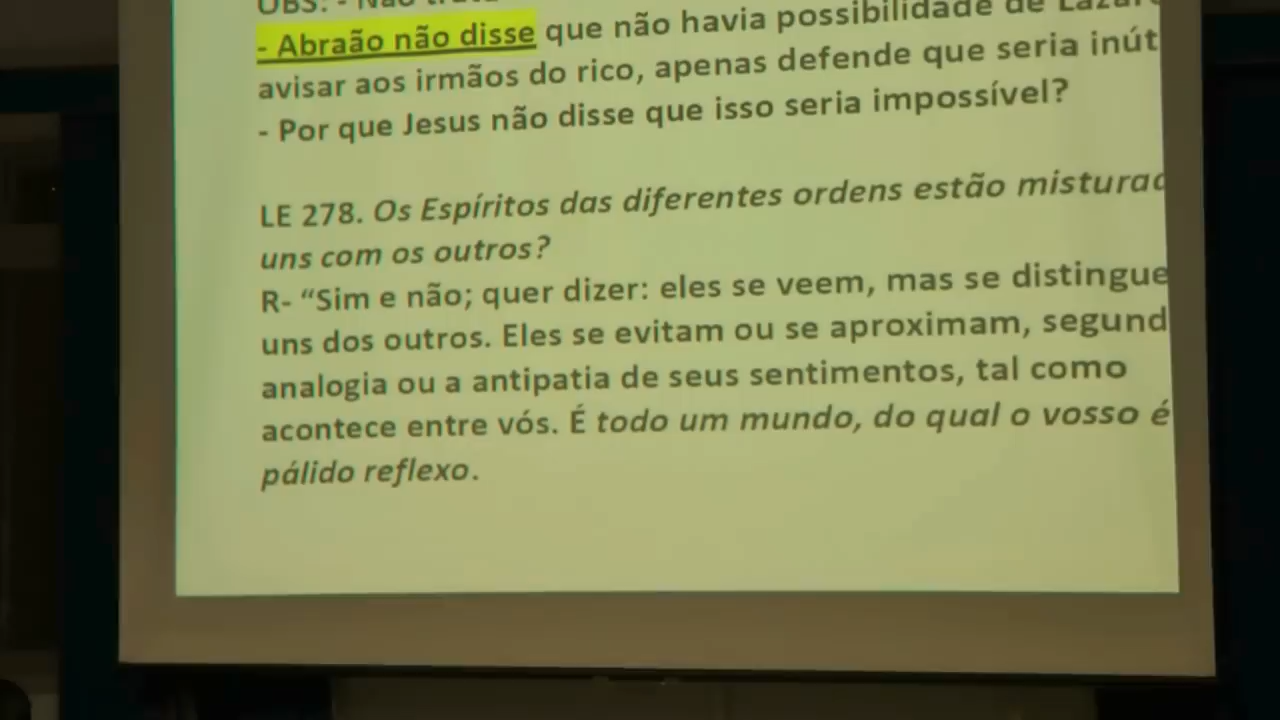 OBS: - Não
- Abraão não disse que não havia possibilidade de
avisar aos irmãos do rico, apenas defende que seria
- Por que Jesus não disse que isso seria impossível?
LE 278. Os Espíritos das diferentes ordens estão
uns com os outros?
R- “Sim e não; quer dizer: eles se veem, mas se
uns dos outros. Eles se evitam ou se aproximam,
analogia ou a antipatia de seus sentimentos, tal como
acontece entre vós. É todo um mundo, do qual o vosso é
pálido reflexo.